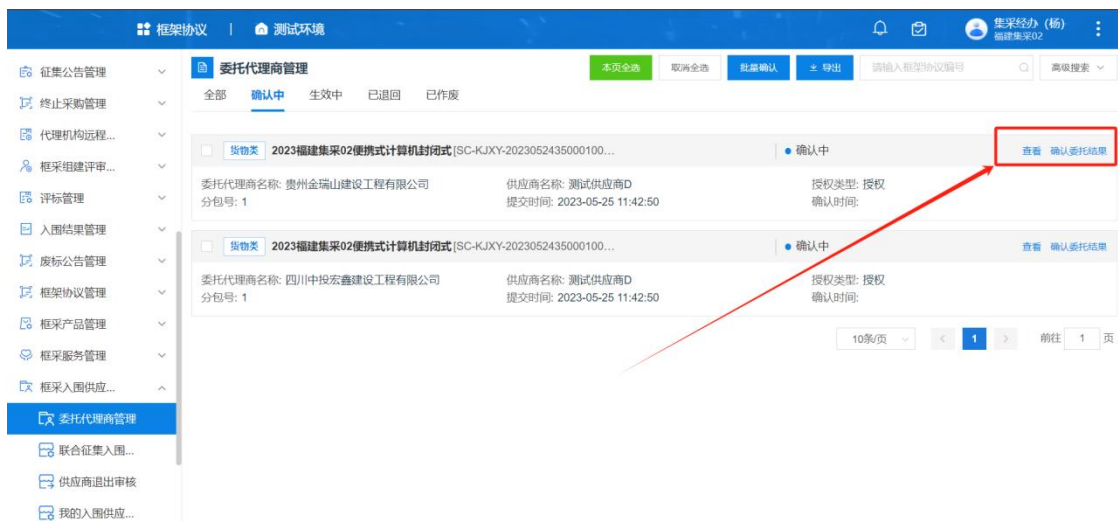 框架协议 | 测试环境 集采经办（杨）
福建集采02
征集公告管理
终止采购管理
代理机构远程...
框采组建评审...
评标管理
入围结果管理
废标公告管理
框架协议管理
框采产品管理
框采服务管理
框采入围供应...
委托代理商管理
联合征集入围...
供应商退出审核
我的入围供应...
委托代理商管理 本页全选 取消全选 批量确认 导出 请输入框架协议编号 高级搜索
全部 确认中 生效中 已退回 已作废
货物类 2023福建集采02便携式计算机封闭式[SC-KJXY-2023052435000100... 确认中 查看 确认委托结果
委托代理商名称: 贵州金瑞山建设工程有限公司 供应商名称: 测试供应商D 授权类型: 授权
分包号: 1 提交时间: 2023-05-25 11:42:50 确认时间:
货物类 2023福建集采02便携式计算机封闭式[SC-KJXY-2023052435000100... 确认中 查看 确认委托结果
委托代理商名称: 四川中投宏鑫建设工程有限公司 供应商名称: 测试供应商D 授权类型: 授权
分包号: 1 提交时间: 2023-05-25 11:42:50 确认时间:
10条/页 1 前往 1 页